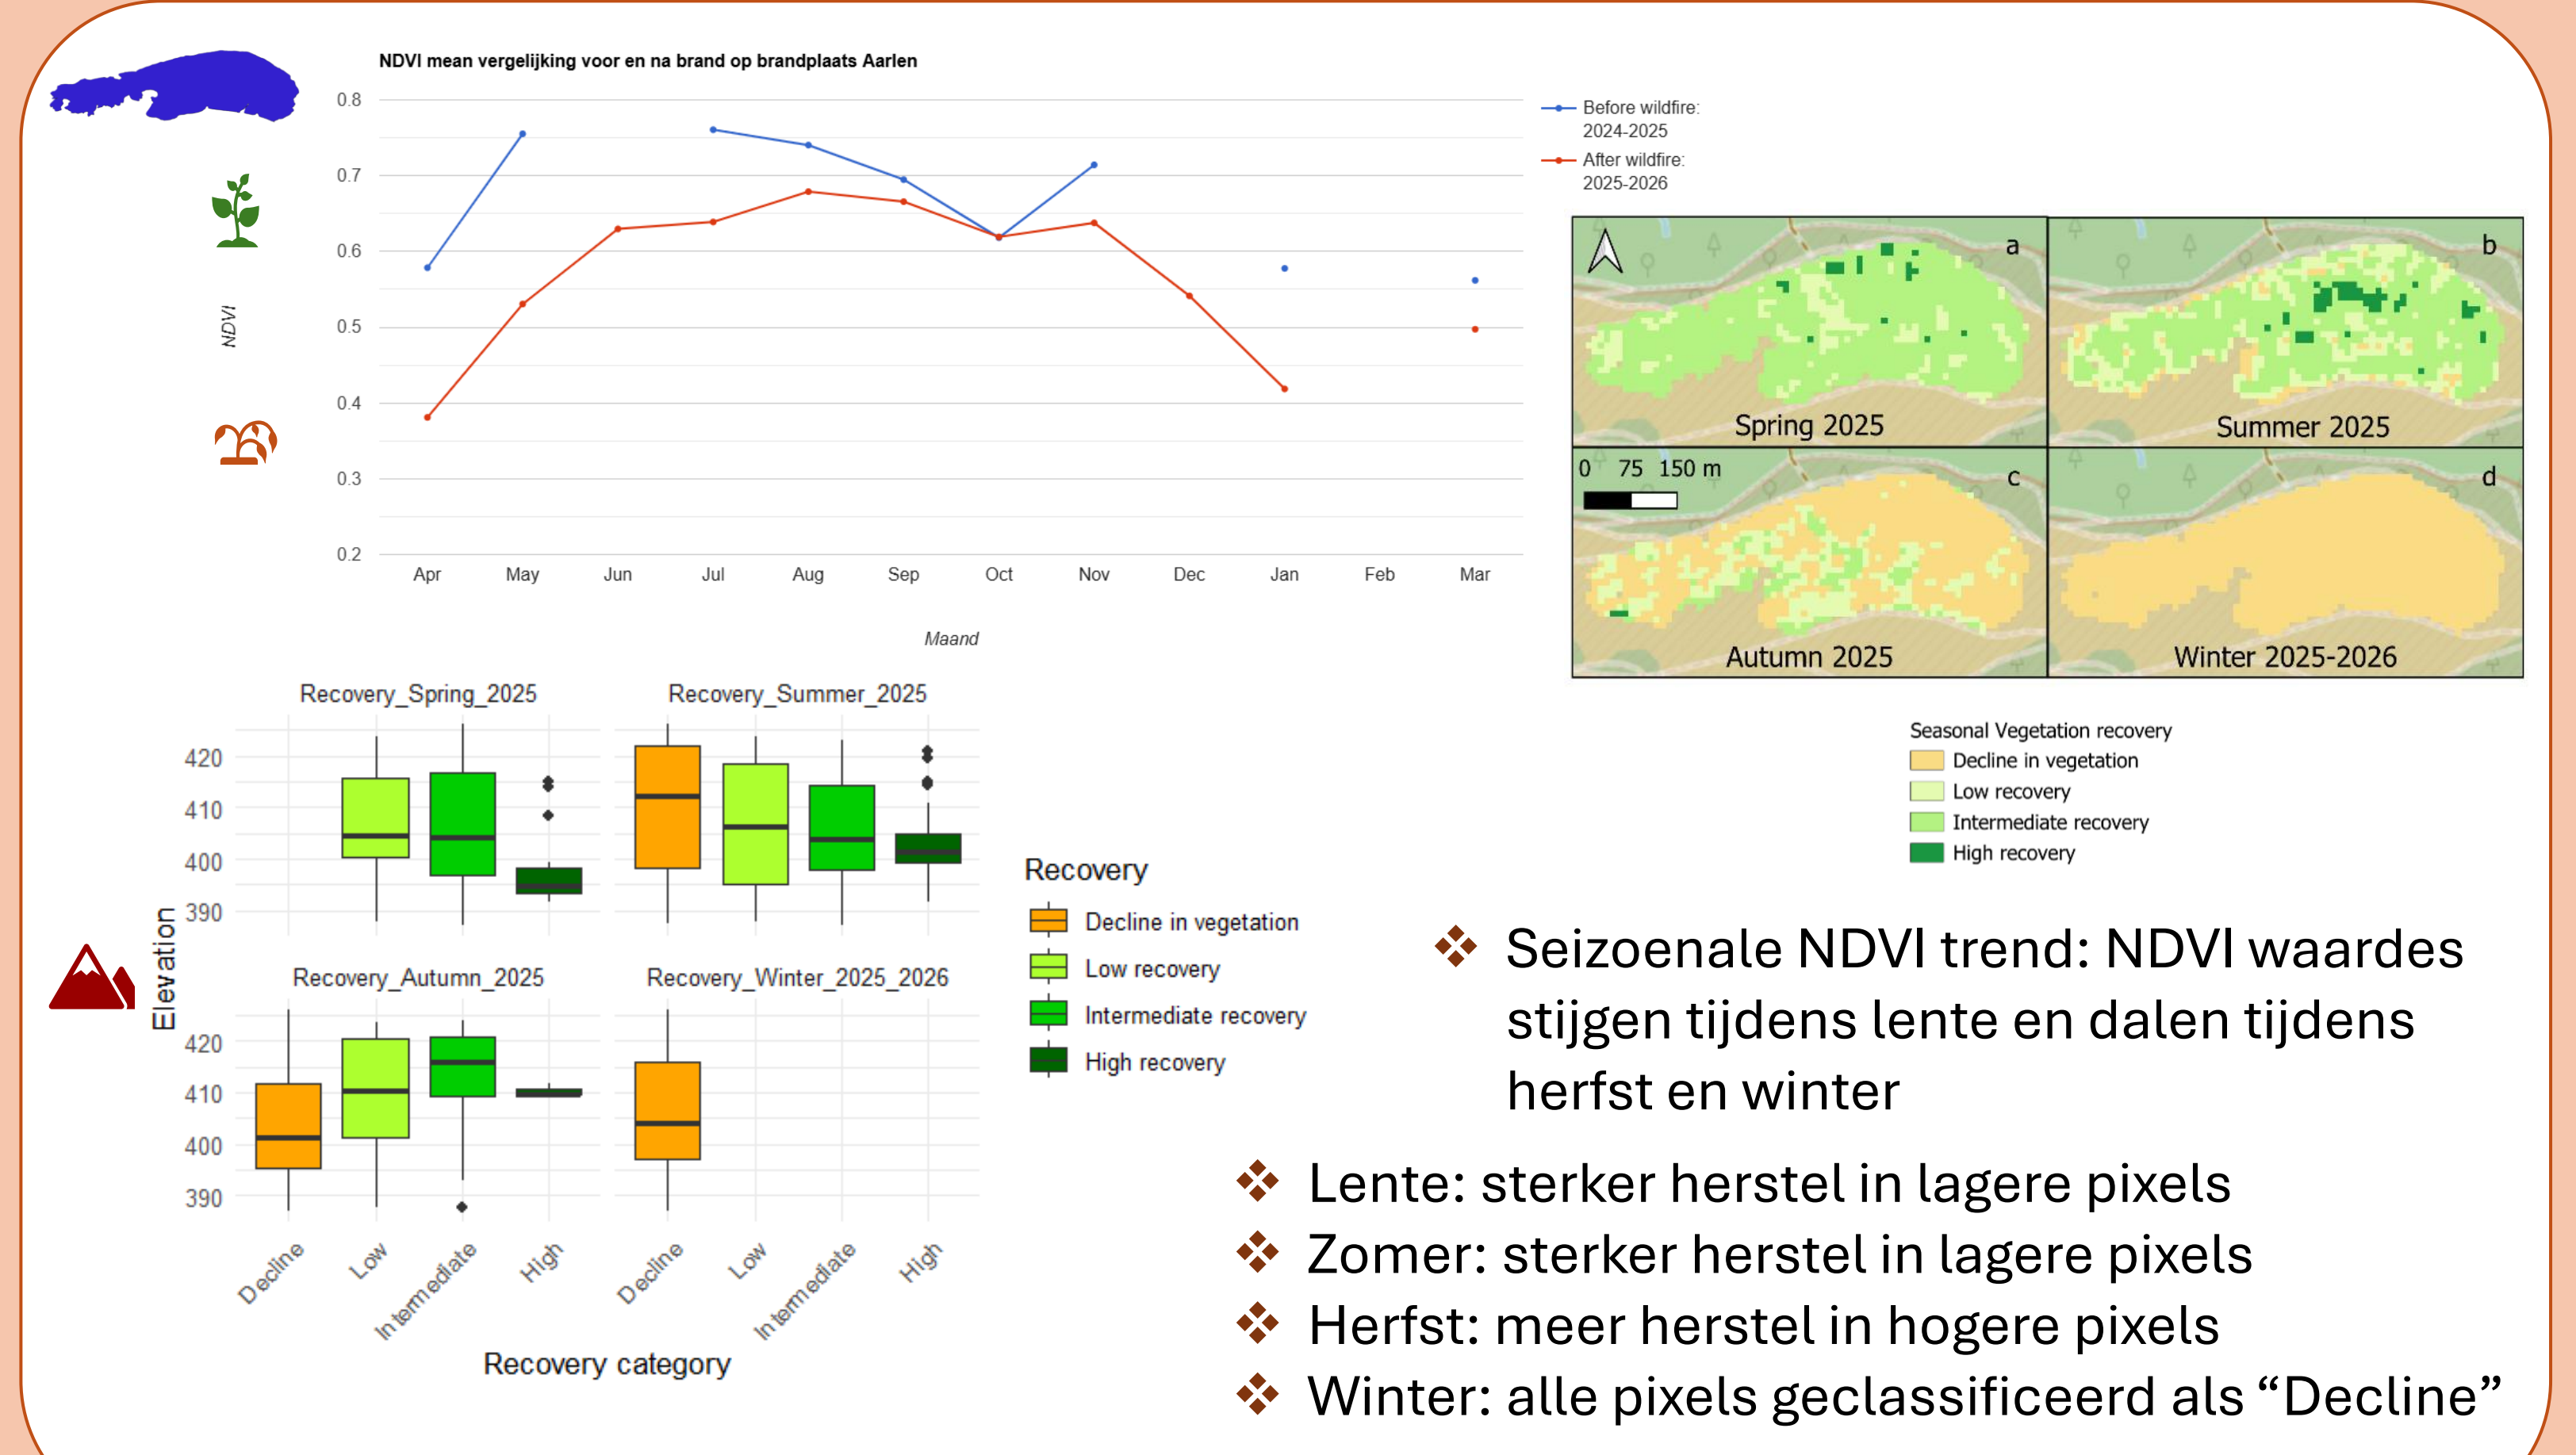 NDVI mean vergelijking voor en na brand op brandplaats Aarlen
0.8
0.7
0.6
0.5
0.4
0.3
0.2
NDVI
Apr May Jun Jul Aug Sep Oct Nov Dec Jan Feb Mar
Maand
Before wildfire:
2024-2025
After wildfire:
2025-2026
a
Spring 2025
b
Summer 2025
0 75 150 m
c
Autumn 2025
d
Winter 2025-2026
Seasonal Vegetation recovery
Decline in vegetation
Low recovery
Intermediate recovery
High recovery
Recovery_Spring_2025
Recovery_Summer_2025
420
410
400
390
Elevation
Recovery_Autumn_2025
Recovery_Winter_2025_2026
420
410
400
390
Decline Low Intermediate High
Decline Low Intermediate High
Recovery category
Recovery
Decline in vegetation
Low recovery
Intermediate recovery
High recovery
❖ Seizoenale NDVI trend: NDVI waardes
stijgen tijdens lente en dalen tijdens
herfst en winter
❖ Lente: sterker herstel in lagere pixels
❖ Zomer: sterker herstel in lagere pixels
❖ Herfst: meer herstel in hogere pixels
❖ Winter: alle pixels geclassificeerd als “Decline”